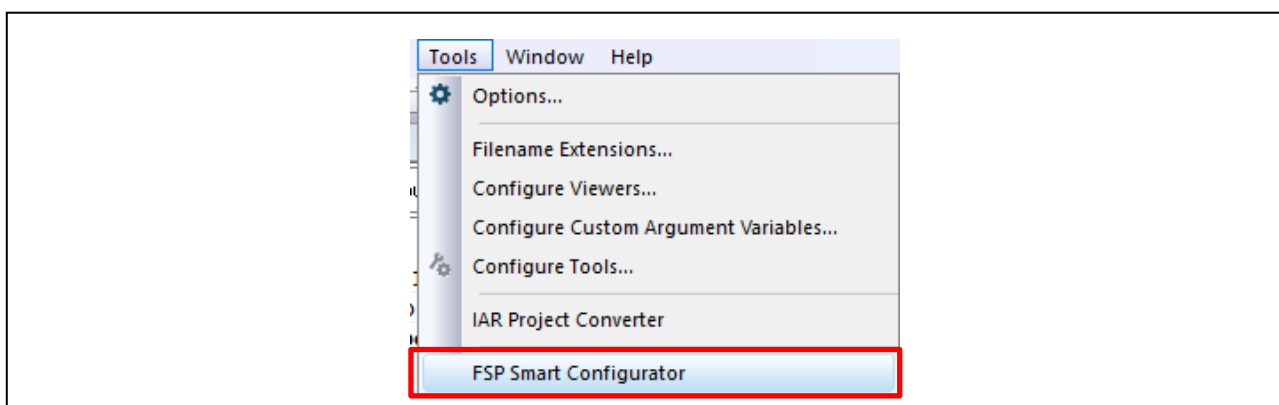 Tools Window Help
Options...
Filename Extensions...
Configure Viewers...
Configure Custom Argument Variables...
Configure Tools...
IAR Project Converter
FSP Smart Configurator